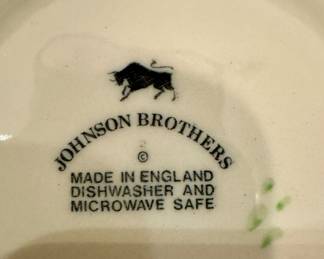 JOHNSON BROTHERS
©
MADE IN ENGLAND
DISHWASHER AND
MICROWAVE SAFE